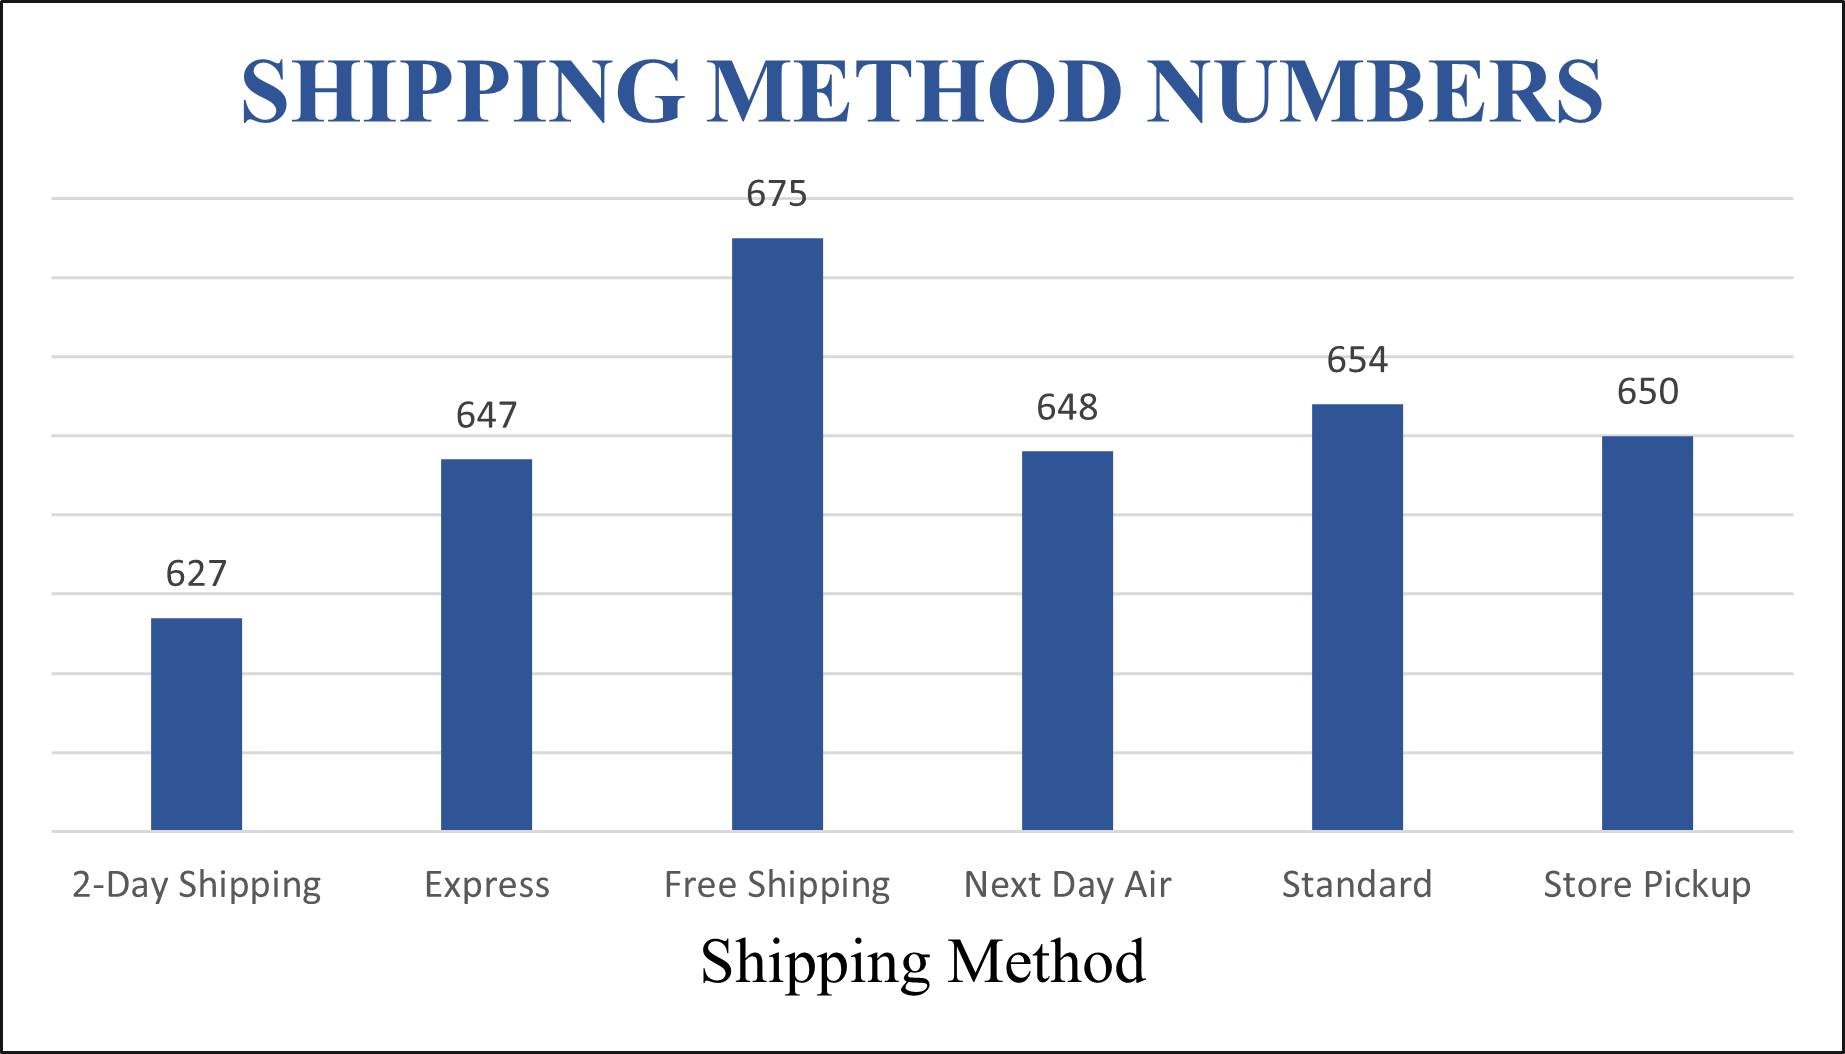 SHIPPING METHOD NUMBERS
675
654
650
648
647
627
2-Day Shipping Express Free Shipping Next Day Air Standard Store Pickup
Shipping Method